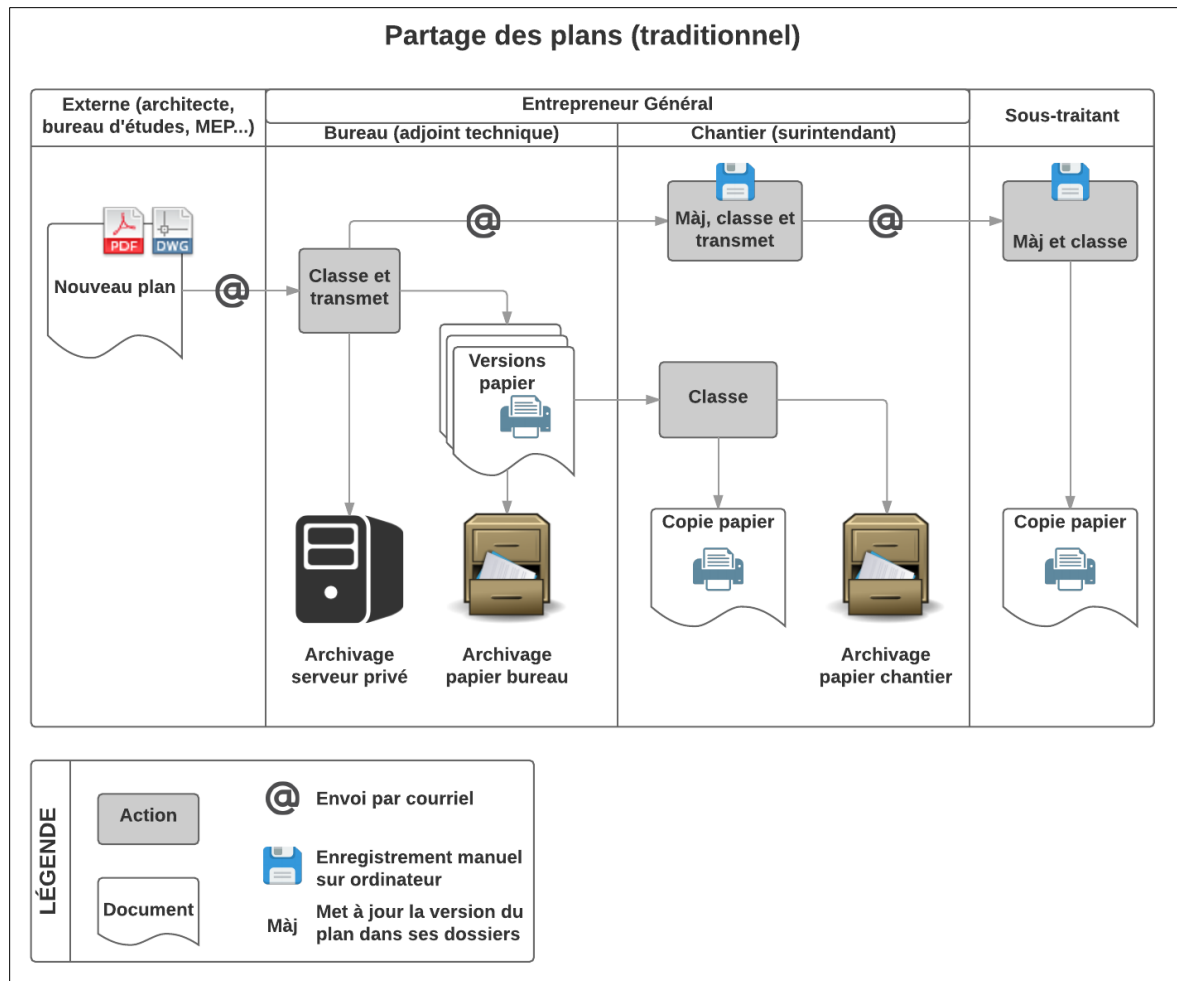 Partage des plans (traditionnel)
Externe (architecte,
bureau d'études, MEP...)
Entrepreneur Général
Bureau (adjoint technique)
Chantier (surintendant)
Sous-traitant
PDF
DWG
Nouveau plan
@
Classe et
transmet
@
Màj, classe et
transmet
@
Màj et classe
Versions
papier
Classe
Copie papier
Copie papier
Archivage
serveur privé
Archivage
papier bureau
Archivage
papier chantier
LÉGENDE
Action
Document
@ Envoi par courriel
Enregistrement manuel
sur ordinateur
Màj Met à jour la version du
plan dans ses dossiers